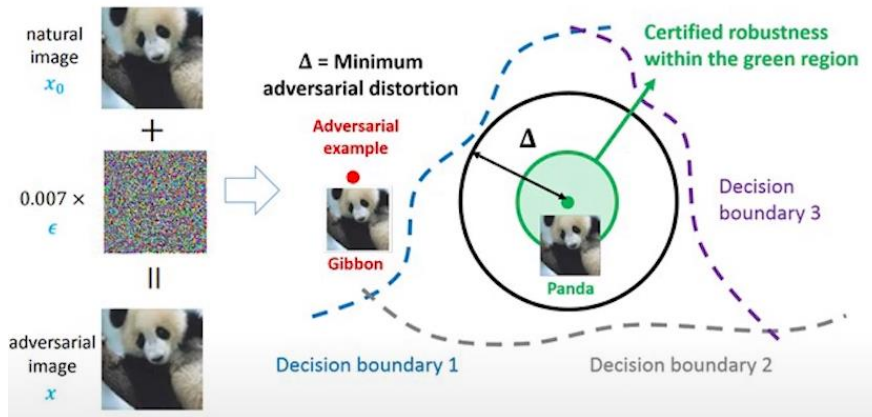 natural
image
x₀
+
0.007 ×
ϵ
=
adversarial
image
x
Δ = Minimum
adversarial distortion
Adversarial
example
Gibbon
Δ
Panda
Certified robustness
within the green region
Decision
boundary 3
Decision boundary 1
Decision boundary 2